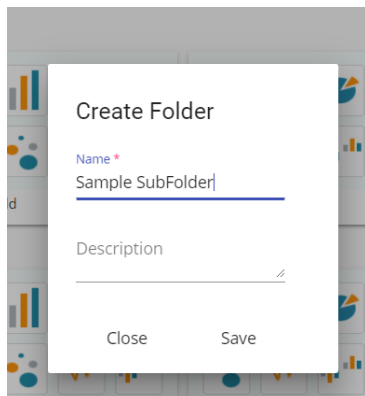 Create Folder
Name *
Sample SubFolder
Description
d
Close Save